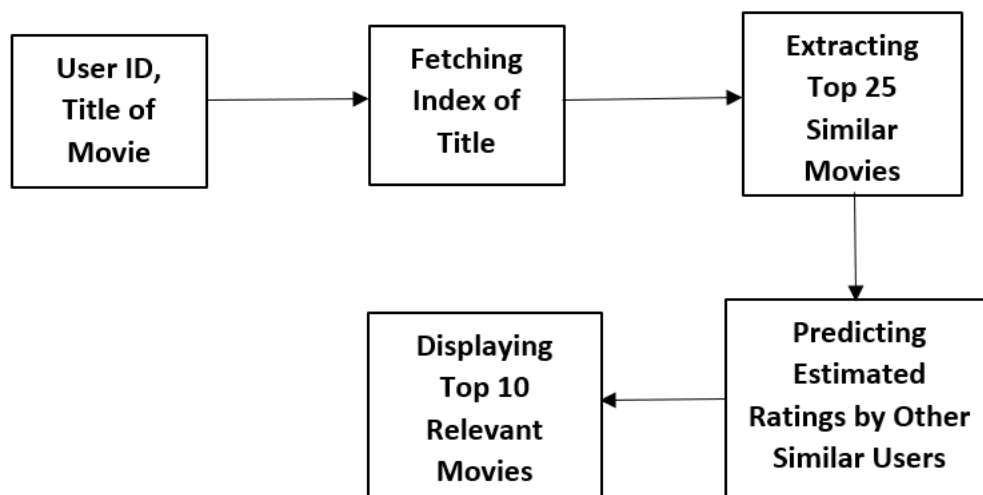 User ID,
Title of
Movie
Fetching
Index of
Title
Extracting
Top 25
Similar
Movies
Predicting
Estimated
Ratings by Other
Similar Users
Displaying
Top 10
Relevant
Movies